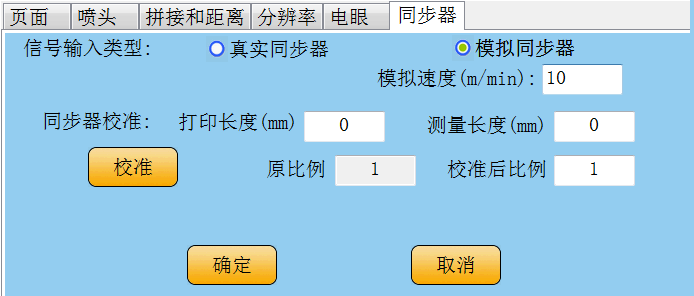 页面 喷头 拼接和距离 分辨率 电眼 同步器
信号输入类型: 真实同步器 模拟同步器
模拟速度(m/min): 10
同步器校准: 打印长度(mm) 0 测量长度(mm) 0
校准 原比例 1 校准后比例 1
确定 取消